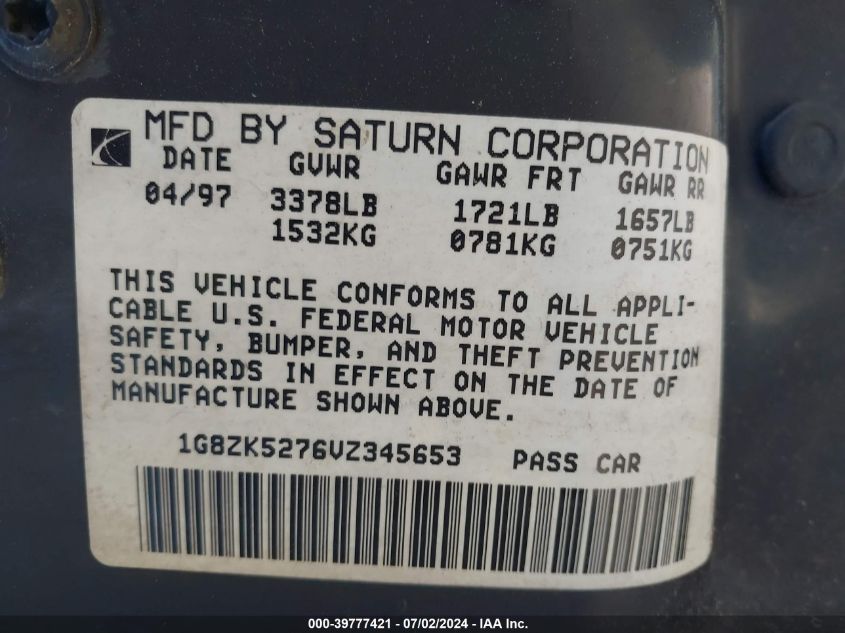 MFD BY SATURN CORPORATION
DATE GVWR GAWR FRT GAWR RR
04/97 3378LB 1721LB 1657LB
1532KG 0781KG 0751KG
THIS VEHICLE CONFORMS TO ALL APPLI-
CABLE U.S. FEDERAL MOTOR VEHICLE
SAFETY, BUMPER, AND THEFT PREVENTION
STANDARDS IN EFFECT ON THE DATE OF
MANUFACTURE SHOWN ABOVE.
1G8ZK5276VZ345653 PASS CAR
000-39777421 - 07/02/2024 - IAA Inc.